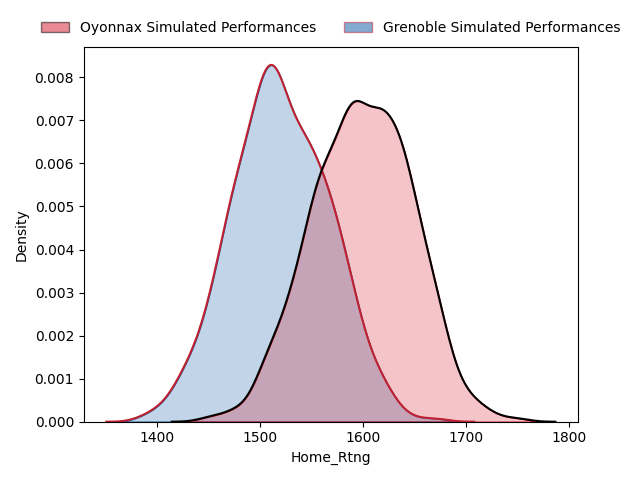 Oyonnax Simulated Performances Grenoble Simulated Performances
0.008
0.007
0.006
0.005
0.004
0.003
0.002
0.001
0.000
Density
1400 1500 1600 1700 1800
Home_Rtng